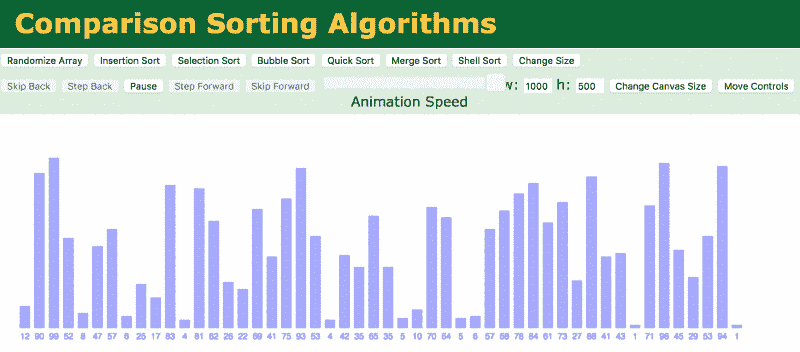 Comparison Sorting Algorithms
Randomize Array Insertion Sort Selection Sort Bubble Sort Quick Sort Merge Sort Shell Sort Change Size
Skip Back Step Back Pause Step Forward Skip Forward w: 1000 h: 500 Change Canvas Size Move Controls
Animation Speed
12 90 99 52 8 47 57 6 25 17 83 4 81 62 26 22 69 41 75 93 53 4 42 35 65 35 5 10 70 64 5 6 57 68 78 84 61 73 27 88 41 43 1 71 96 45 29 53 94 1